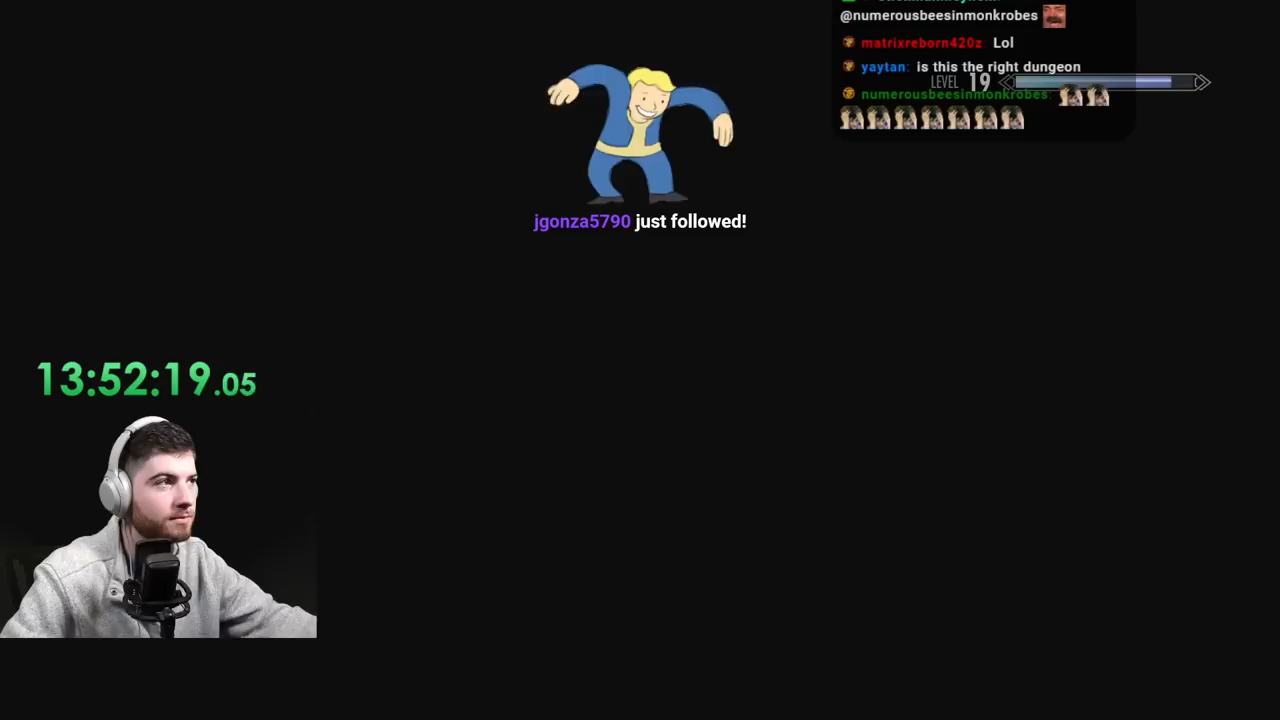 @numerousbeesinmonkrobes
matrixreborn420z: Lol
yaytan: is this the right dungeon
LEVEL 19
numerousbeesinmonkrobes:
jgonza5790 just followed!
13:52:19.05